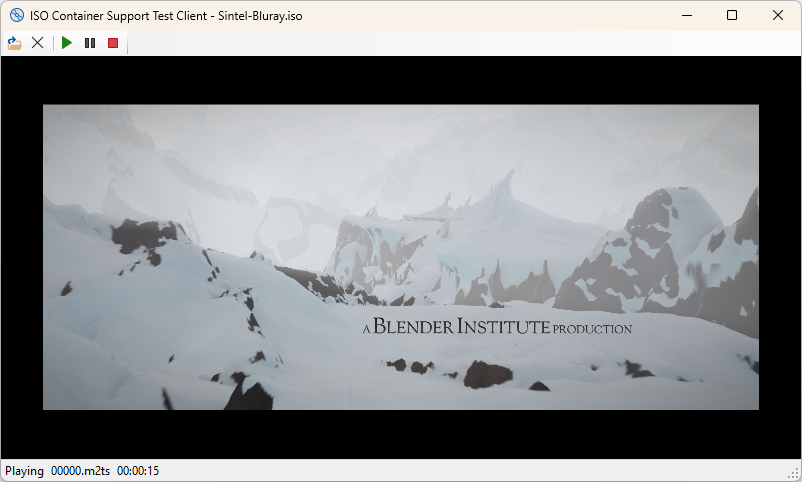 ISO Container Support Test Client - Sintel-Bluray.iso
A BLENDER INSTITUTE PRODUCTION
Playing 00000.m2ts 00:00:15